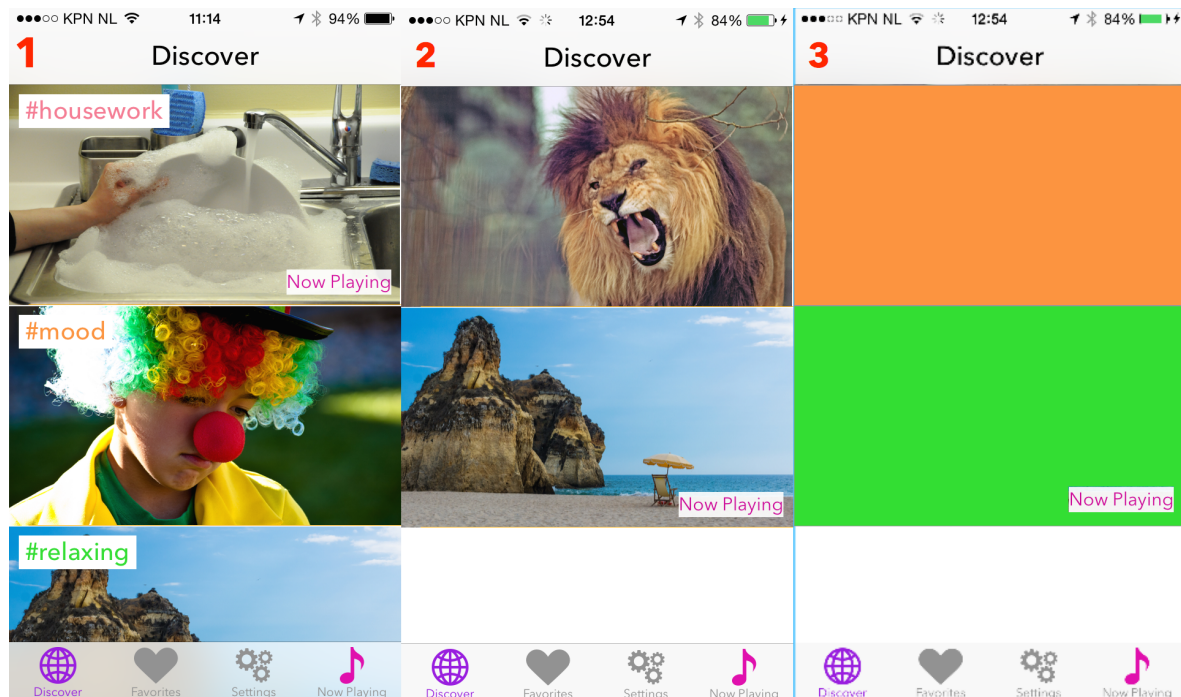 KPN NL 11:14 94%
1 Discover
#housework
Now Playing
#mood
#relaxing
Discover Favorites Settings Now Playing
KPN NL 12:54 84%
2 Discover
Now Playing
Discover Favorites Settings Now Playing
KPN NL 12:54 84%
3 Discover
Now Playing
Discover Favorites Settings Now Playing